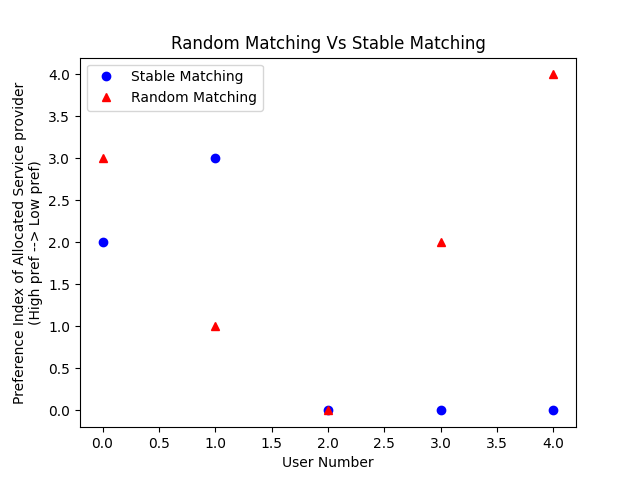 Random Matching Vs Stable Matching
Stable Matching
Random Matching
Preference Index of Allocated Service provider
(High pref --> Low pref)
4.0
3.5
3.0
2.5
2.0
1.5
1.0
0.5
0.0
0.0 0.5 1.0 1.5 2.0 2.5 3.0 3.5 4.0
User Number